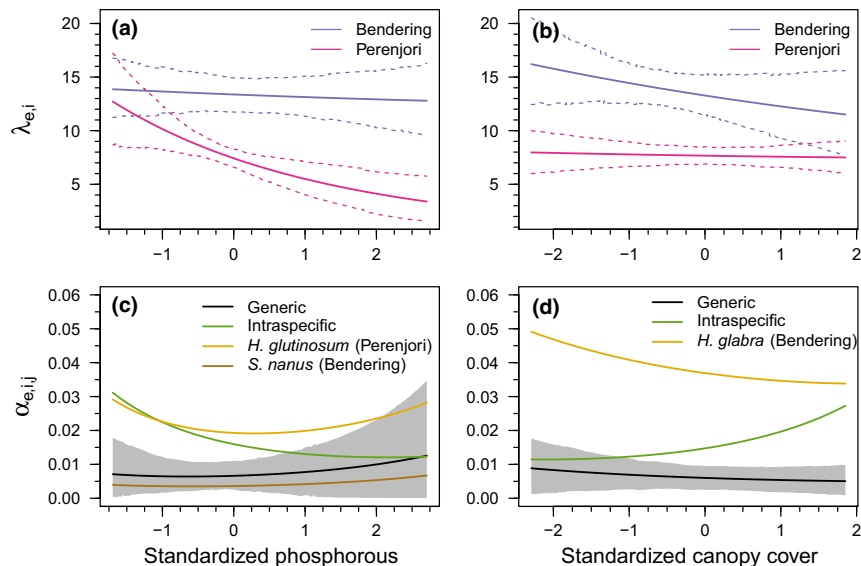 (a)
Bendering
Perenjori
20
15
10
5
λe,i
−1 0 1 2
(b)
Bendering
Perenjori
20
15
10
5
−2 −1 0 1 2
(c)
Generic
Intraspecific
H. glutinosum (Perenjori)
S. nanus (Bendering)
0.06
0.05
0.04
0.03
0.02
0.01
0.00
αe,i,j
−1 0 1 2
Standardized phosphorous
(d)
Generic
Intraspecific
H. glabra (Bendering)
0.06
0.05
0.04
0.03
0.02
0.01
0.00
−2 −1 0 1 2
Standardized canopy cover